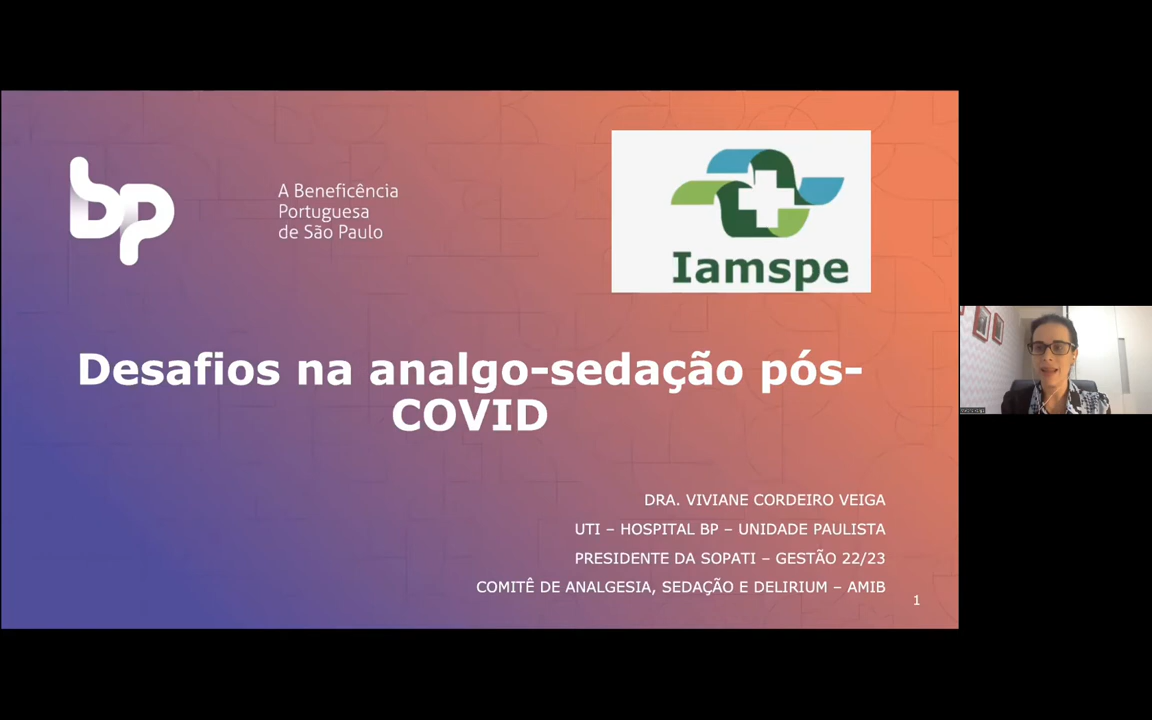 bp
A Beneficência
Portuguesa
de São Paulo
Iamspe
Desafios na analgo-sedação pós-
COVID
DRA. VIVIANE CORDEIRO VEIGA
UTI – HOSPITAL BP – UNIDADE PAULISTA
PRESIDENTE DA SOPATI – GESTÃO 22/23
COMITÊ DE ANALGESIA, SEDAÇÃO E DELIRIUM – AMIB
1